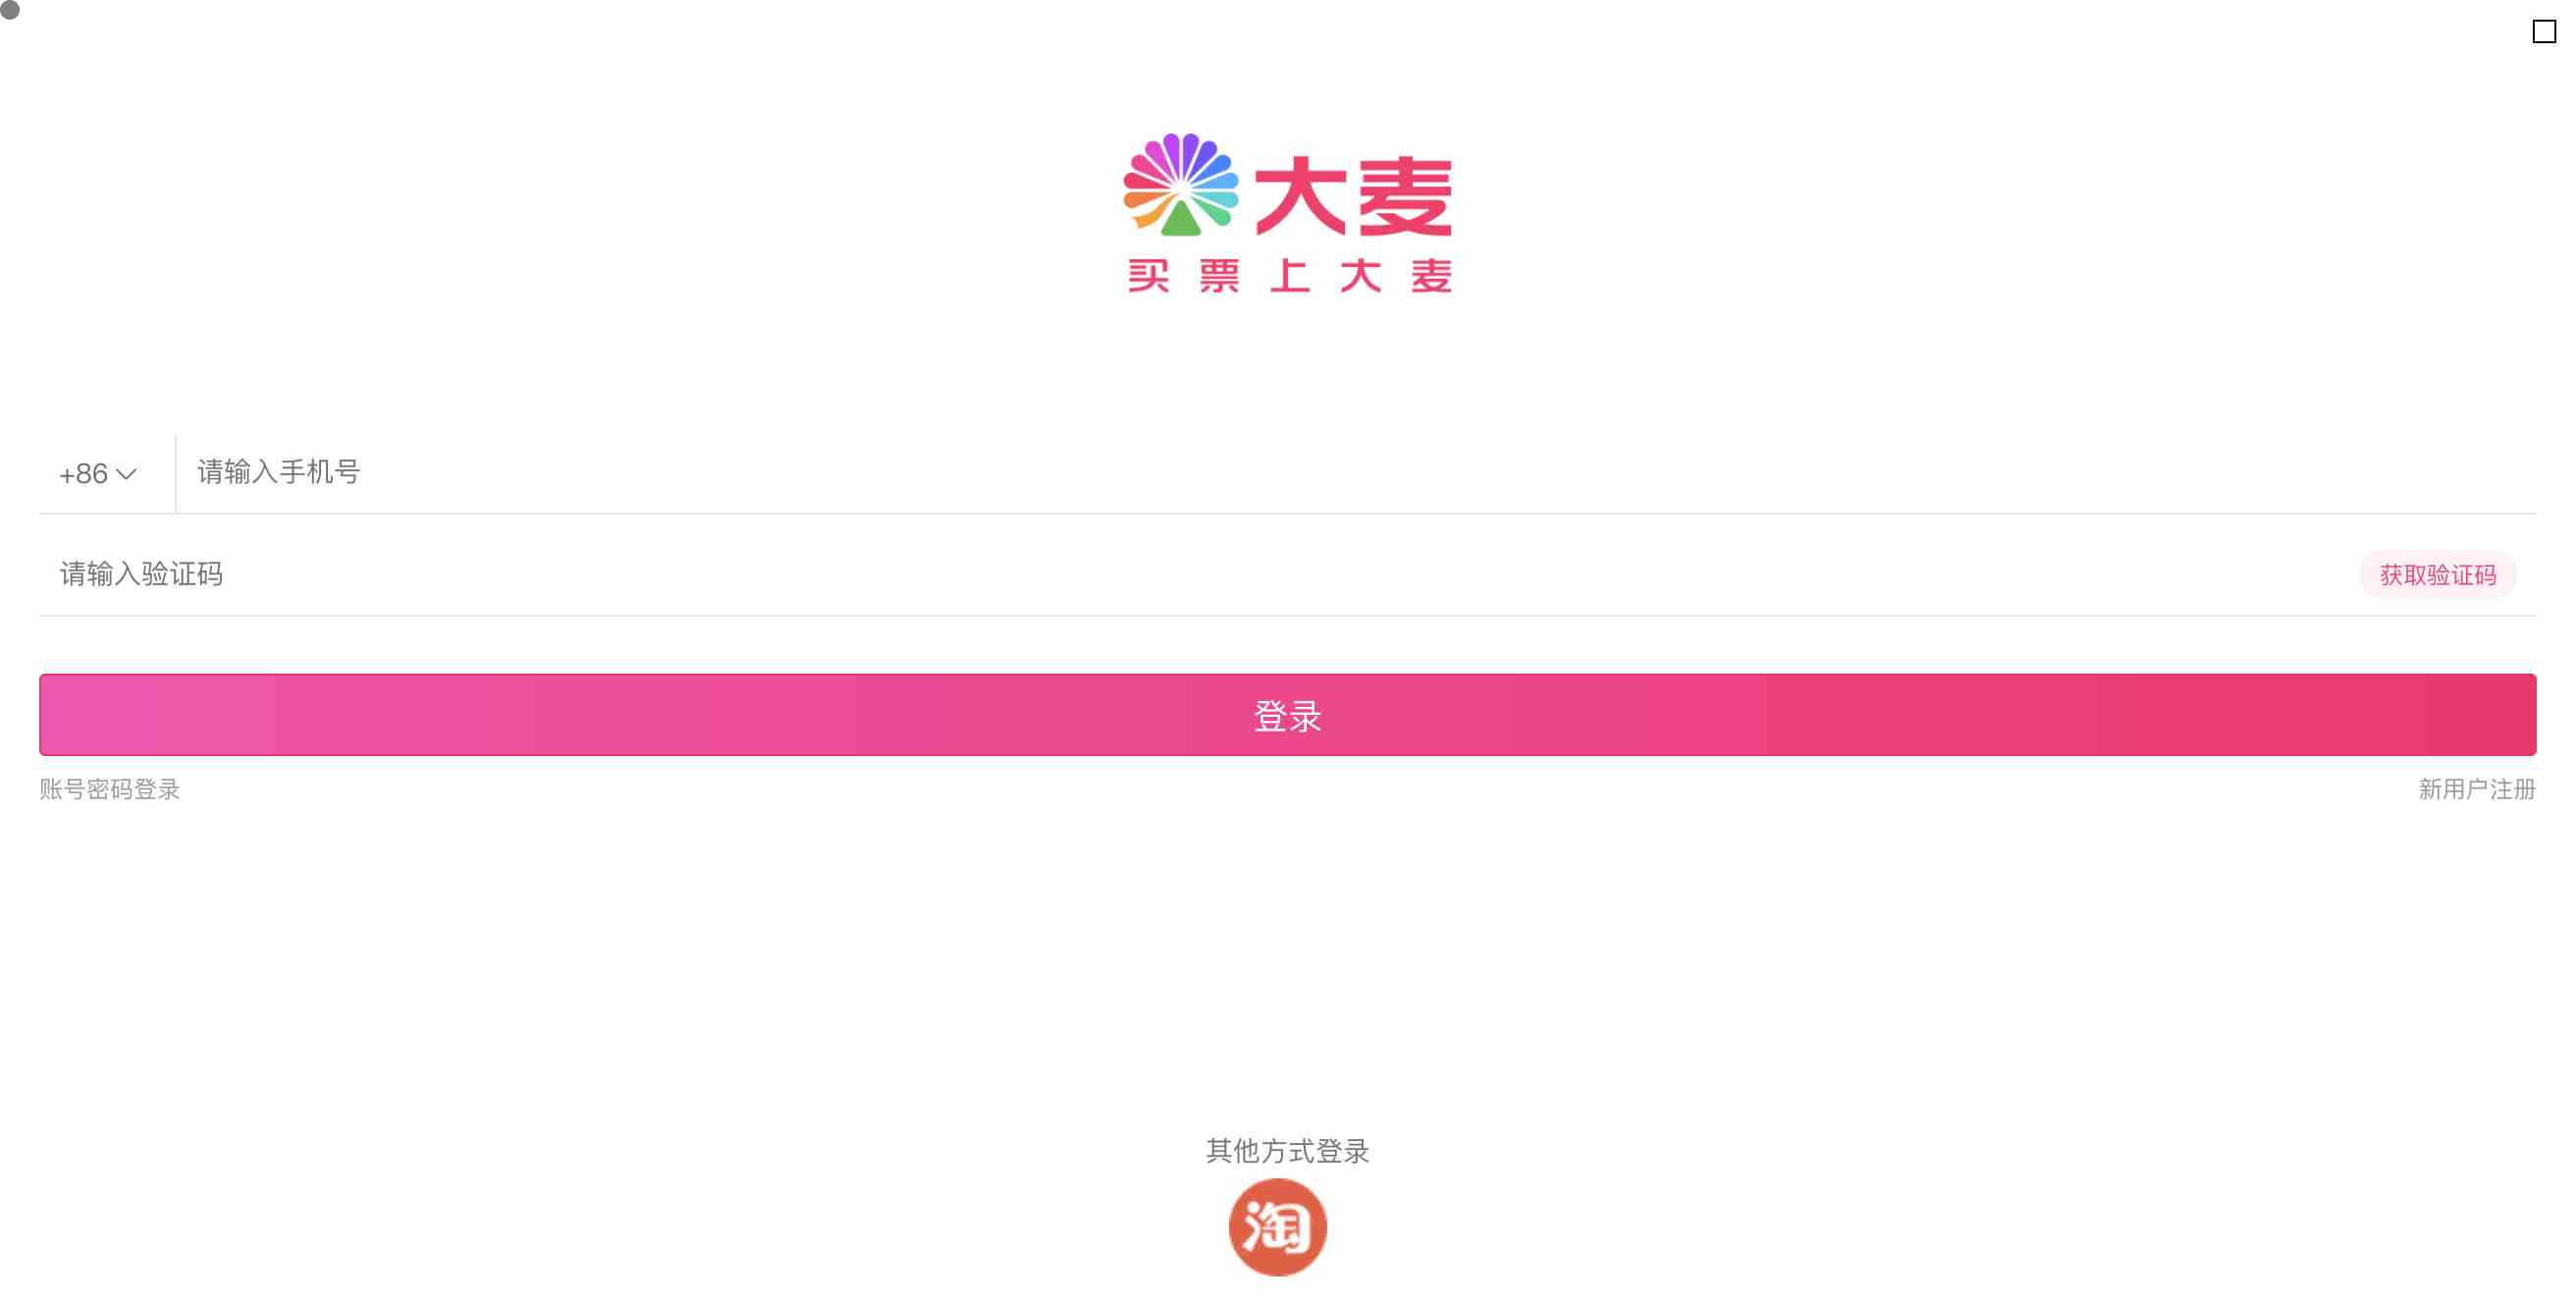 大麦
买票上大麦
+86 请输入手机号
请输入验证码 获取验证码
登录
账号密码登录 新用户注册
其他方式登录
淘